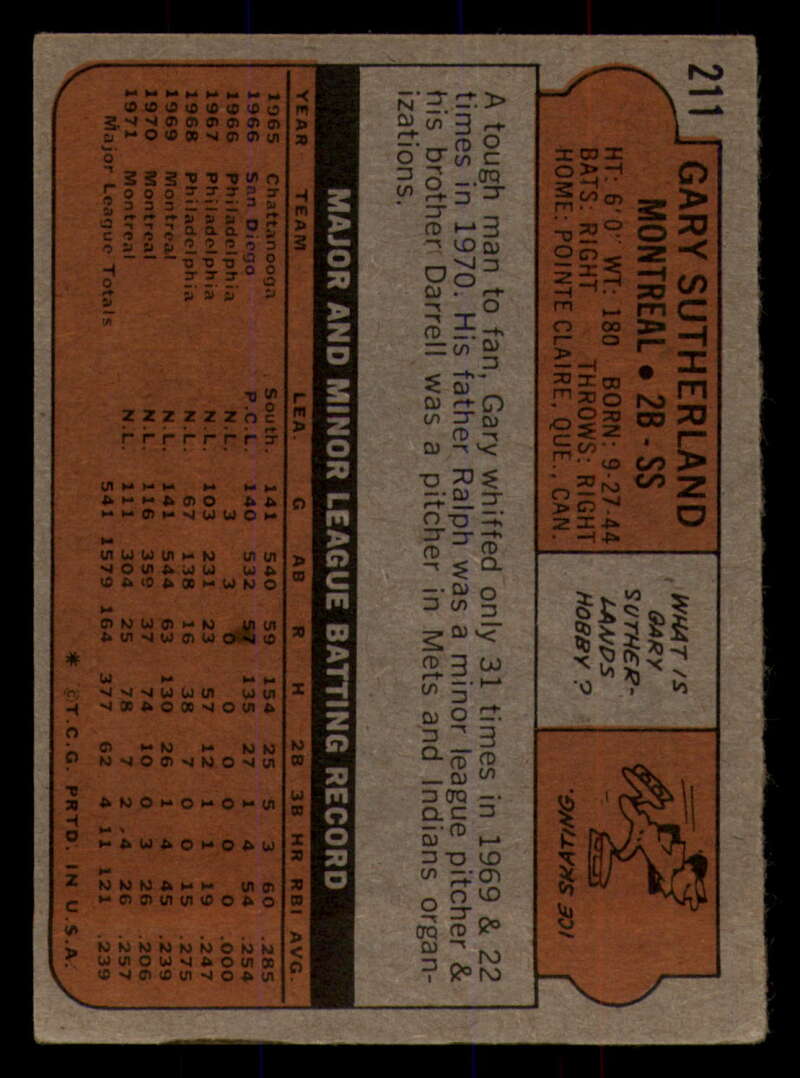 211
GARY SUTHERLAND
MONTREAL • 2B - SS
HT: 6'0" WT: 180 BORN: 9-27-44
BATS: RIGHT THROWS: RIGHT
HOME: POINTE CLAIRE, QUE., CAN.
WHAT IS
GARY
SUTHER-
LANDS
HOBBY?
ICE SKATING.
A tough man to fan, Gary whiffed only 31 times in 1969 & 22
times in 1970. His father Ralph was a minor league pitcher &
his brother Darrell was a pitcher in Mets and Indians organ-
izations.
MAJOR AND MINOR LEAGUE BATTING RECORD
YEAR TEAM LEA. G AB R H 2B 3B HR RBI AVG.
1965 Chattanooga South. 141 540 59 154 25 5 3 60 .285
1966 San Diego P.C.L. 140 532 57 135 27 1 4 54 .254
1966 Philadelphia N.L. 3 3 0 0 0 0 0 0 .000
1967 Philadelphia N.L. 103 231 23 57 12 1 1 19 .247
1968 Philadelphia N.L. 67 138 16 38 7 0 0 15 .275
1969 Montreal N.L. 141 544 63 130 26 1 4 45 .239
1970 Montreal N.L. 116 359 37 74 10 0 3 26 .206
1971 Montreal N.L. 111 304 25 78 7 2 4 26 .257
Major League Totals 541 1579 164 377 62 4 11 121 .239
* ©T.C.G. PRTD. IN U.S.A.